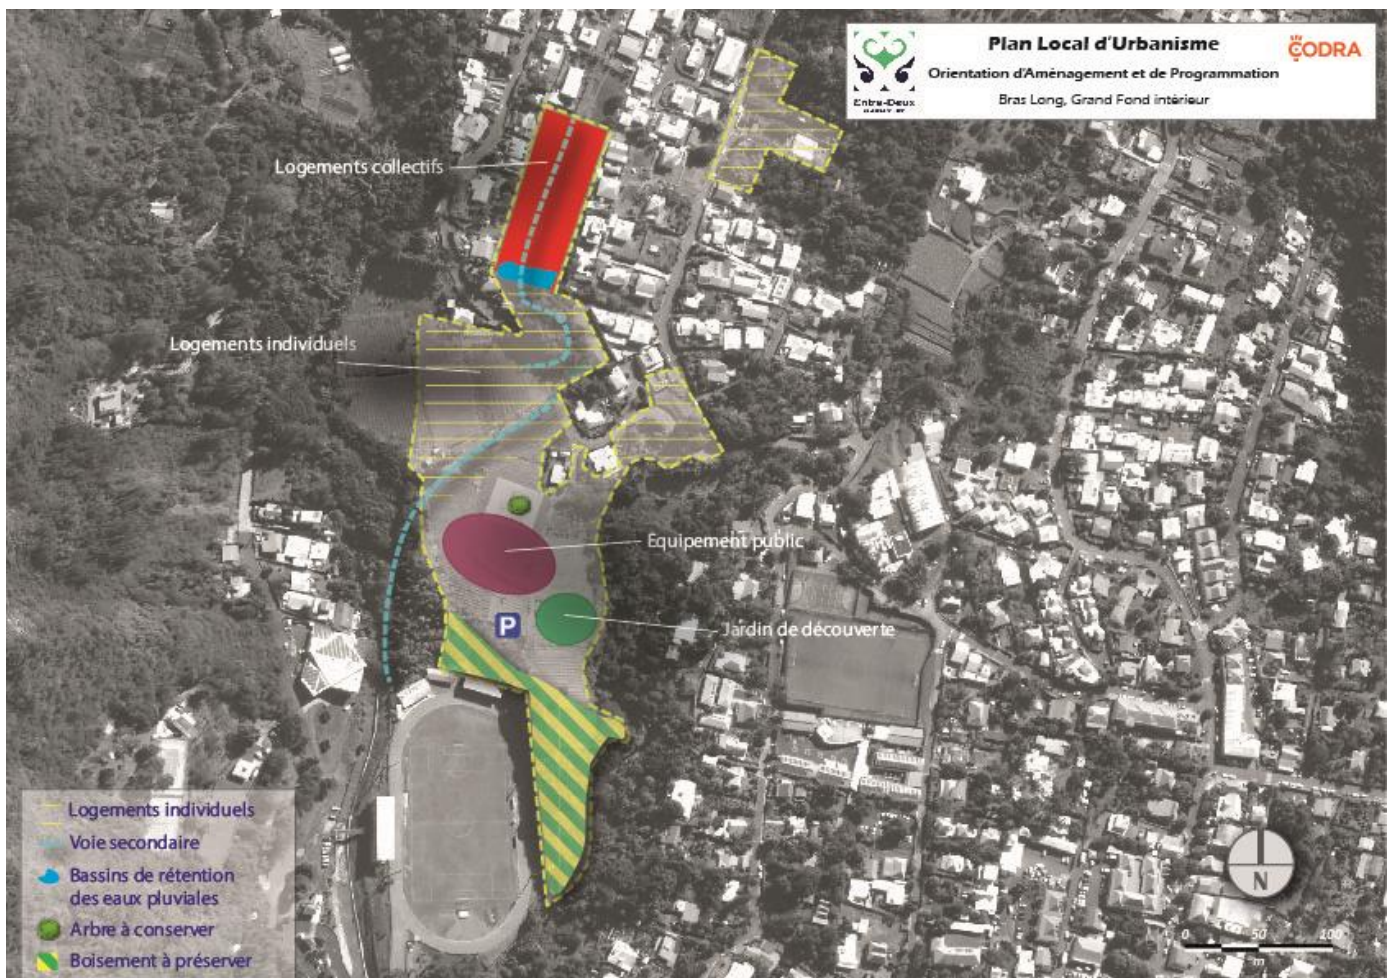 Plan Local d'Urbanisme
Orientation d'Aménagement et de Programmation
Bras Long, Grand Fond intérieur
Entre-Deux
CODRA
Logements collectifs
Logements individuels
Equipement public
P
Jardin de découverte
Logements individuels
Voie secondaire
Bassins de rétention
des eaux pluviales
Arbre à conserver
Boisement à préserver
N
0 50 100
m